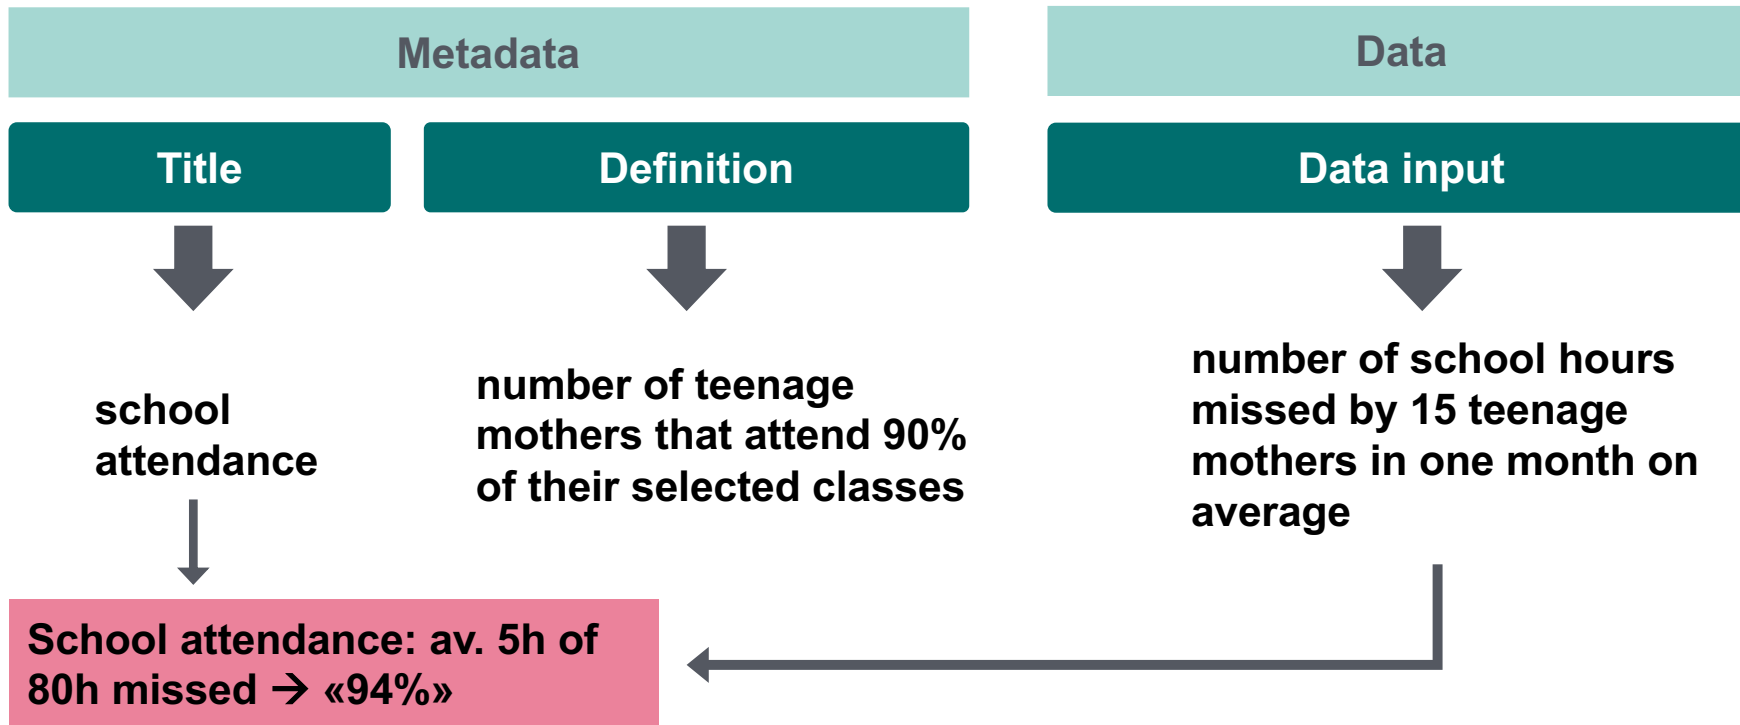 Metadata
Data
Title
Definition
Data input
school
attendance
number of teenage
mothers that attend 90%
of their selected classes
number of school hours
missed by 15 teenage
mothers in one month on
average
School attendance: av. 5h of
80h missed → «94%»